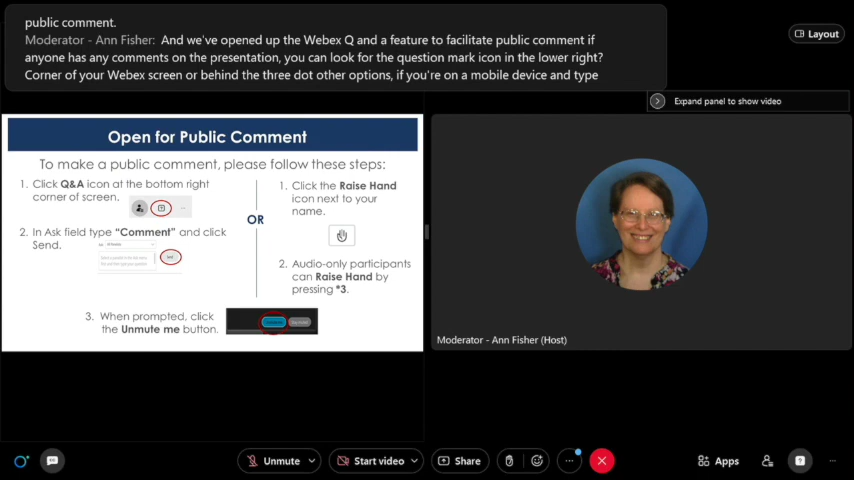 public comment.
Moderator - Ann Fisher: And we've opened up the Webex Q and a feature to facilitate public comment if
anyone has any comments on the presentation, you can look for the question mark icon in the lower right?
Corner of your Webex screen or behind the three dot other options, if you're on a mobile device and type
Layout
Expand panel to show video
Open for Public Comment
To make a public comment, please follow these steps:
1. Click Q&A icon at the bottom right
corner of screen.
2. In Ask field type “Comment” and click
Send.
OR
1. Click the Raise Hand
icon next to your
name.
2. Audio-only participants
can Raise Hand by
pressing *3.
3. When prompted, click
the Unmute me button.
Moderator - Ann Fisher (Host)
Unmute
Start video
Share
Apps